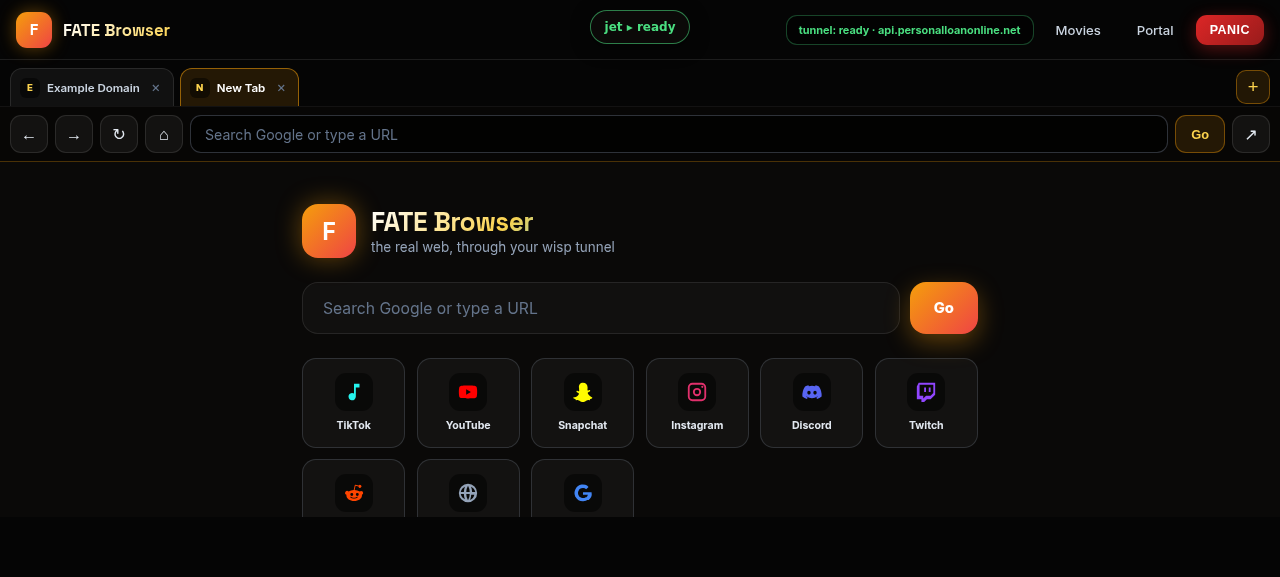 F FATE Browser
jet ▸ ready
tunnel: ready · api.personalloanonline.net
Movies
Portal
PANIC
E Example Domain ×
N New Tab ×
+
← → ↻ ⌂ Search Google or type a URL Go ↗
F FATE Browser
the real web, through your wisp tunnel
Search Google or type a URL Go
TikTok YouTube Snapchat Instagram Discord Twitch